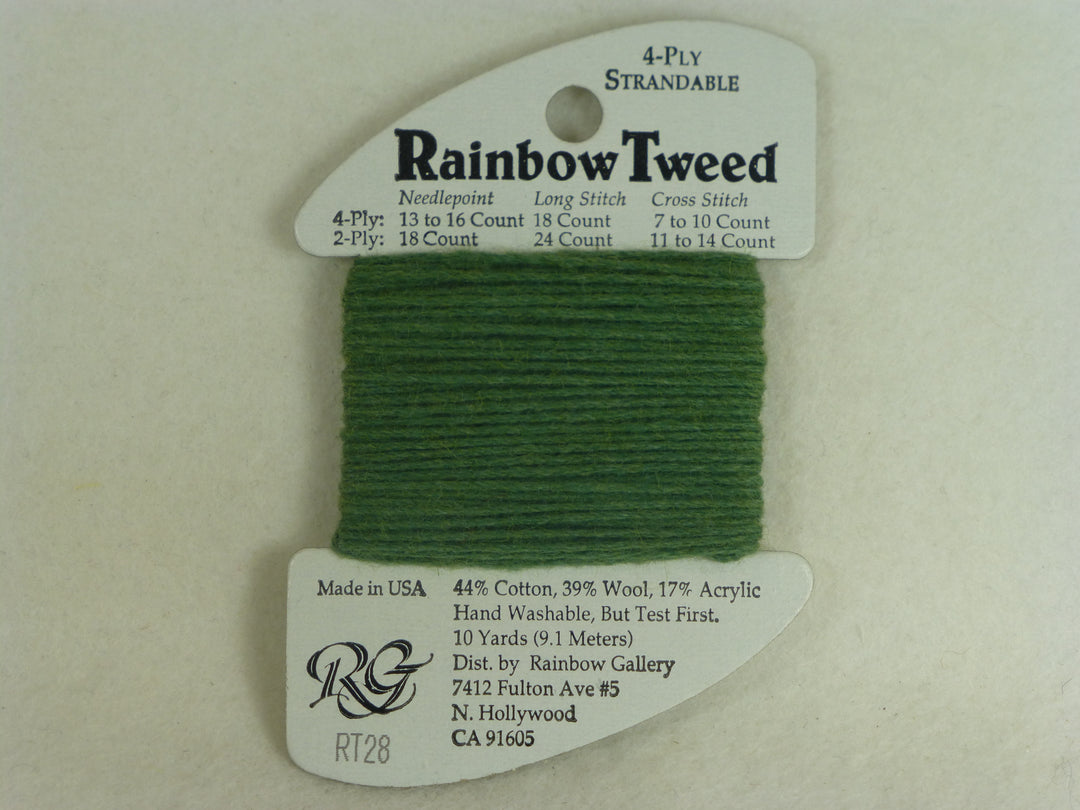 4-PLY
STRANDABLE
Rainbow Tweed
Needlepoint Long Stitch Cross Stitch
4-Ply: 13 to 16 Count 18 Count 7 to 10 Count
2-Ply: 18 Count 24 Count 11 to 14 Count
Made in USA
RG
RT28
44% Cotton, 39% Wool, 17% Acrylic
Hand Washable, But Test First.
10 Yards (9.1 Meters)
Dist. by Rainbow Gallery
7412 Fulton Ave #5
N. Hollywood
CA 91605